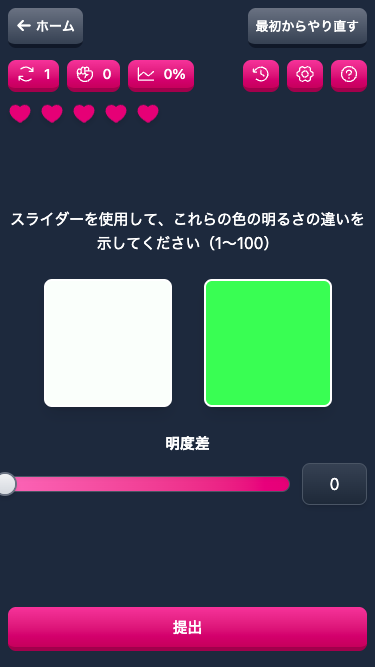 ホーム
最初からやり直す
1
0
0%
スライダーを使用して、これらの色の明るさの違いを
示してください（1〜100）
明度差
0
提出